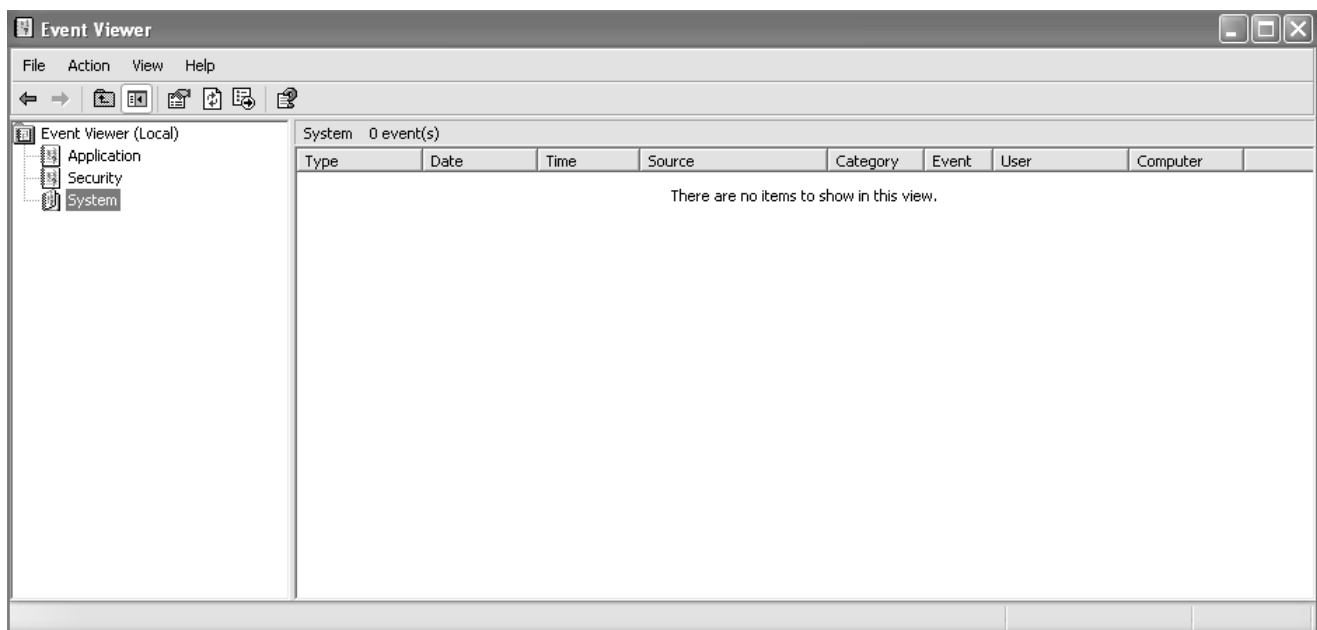 Event Viewer
File Action View Help
Event Viewer (Local)
Application
Security
System
System 0 event(s)
Type Date Time Source Category Event User Computer
There are no items to show in this view.